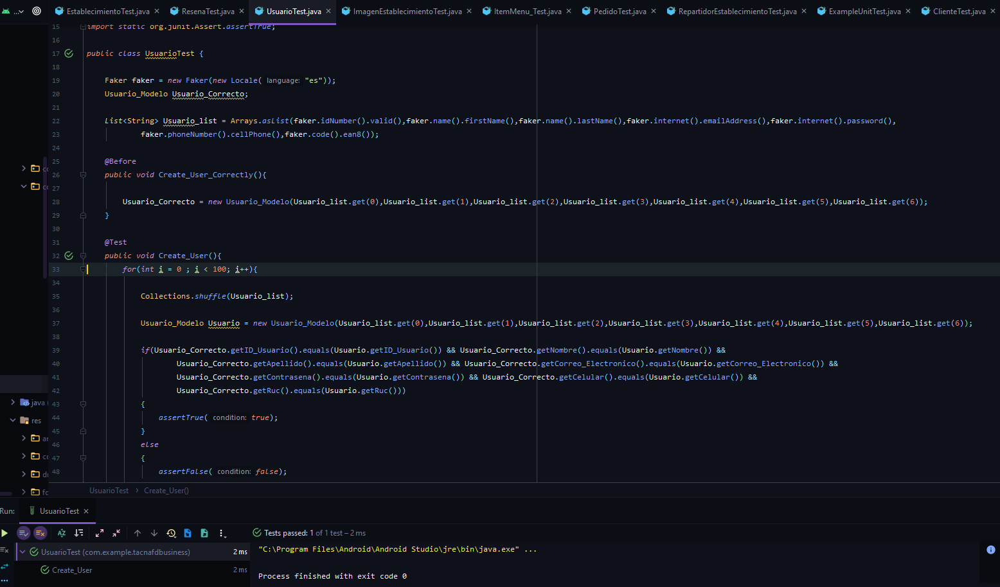 EstablecimientoTest.java × ResenaTest.java × UsuarioTest.java × ImagenEstablecimientoTest.java × ItemMenu_Test.java × PedidoTest.java × RepartidorEstablecimientoTest.java × ExampleUnitTest.java × ClienteTest.java ×
15 import static org.junit.Assert.assertTrue;
16
17 public class UsuarioTest {
18
19 Faker faker = new Faker(new Locale( language: "es"));
20 Usuario_Modelo Usuario_Correcto;
21
22 List<String> Usuario_list = Arrays.asList(faker.idNumber().valid(),faker.name().firstName(),faker.name().lastName(),faker.internet().emailAddress(),faker.internet().password(),
23 faker.phoneNumber().cellPhone(),faker.code().ean8());
24
25 @Before
26 public void Create_User_Correctly(){
27
28 Usuario_Correcto = new Usuario_Modelo(Usuario_list.get(0),Usuario_list.get(1),Usuario_list.get(2),Usuario_list.get(3),Usuario_list.get(4),Usuario_list.get(5),Usuario_list.get(6));
29 }
30
31 @Test
32 public void Create_User(){
33 for(int i = 0 ; i < 100; i++){
34
35 Collections.shuffle(Usuario_list);
36
37 Usuario_Modelo Usuario = new Usuario_Modelo(Usuario_list.get(0),Usuario_list.get(1),Usuario_list.get(2),Usuario_list.get(3),Usuario_list.get(4),Usuario_list.get(5),Usuario_list.get(6));
38
39 if(Usuario_Correcto.getID_Usuario().equals(Usuario.getID_Usuario()) && Usuario_Correcto.getNombre().equals(Usuario.getNombre()) &&
40 Usuario_Correcto.getApellido().equals(Usuario.getApellido()) && Usuario_Correcto.getCorreo_Electronico().equals(Usuario.getCorreo_Electronico()) &&
41 Usuario_Correcto.getContrasena().equals(Usuario.getContrasena()) && Usuario_Correcto.getCelular().equals(Usuario.getCelular()) &&
42 Usuario_Correcto.getRuc().equals(Usuario.getRuc()))
43 {
44 assertTrue( condition: true);
45 }
46 else
47 {
48 assertFalse( condition: false);
java
res
UsuarioTest › Create_User()
Run: UsuarioTest ×
Tests passed: 1 of 1 test – 2 ms
UsuarioTest (com.example.tacnafdbusiness) 2 ms
Create_User 2 ms
"C:\Program Files\Android\Android Studio\jre\bin\java.exe" ...
Process finished with exit code 0